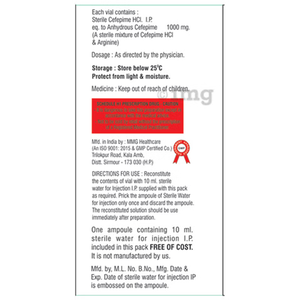 Each vial contains :
Sterile Cefepime HCl. I.P.
eq. to Anhydrous Cefepime 1000 mg.
(A sterile mixture of Cefepime HCl
& Arginine)
Dosage : As directed by the physician.
Storage : Store below 25°C
Protect from light & moisture.
Medicine : Keep out of reach of children.
1mg
Mfd. in India by : MMG Healthcare
(An ISO 9001: 2015 & GMP Certified Co.)
Trilokpur Road, Kala Amb,
Distt. Sirmour - 173 030 (H.P.)
GMP
DIRECTIONS FOR USE : Reconstitute
the contents of vial with 10 ml. sterile
water for Injection I.P. supplied with this pack
as required. Prick the ampoule of Sterile Water
for injection only once and discard the ampoule.
The reconstituted solution should be use
immediately after preparation.
One ampoule containing 10 ml.
sterile water for injection I.P.
included in this pack FREE OF COST.
It is not manufactured by us.
Mfd. by, M.L. No. B.No., Mfg. Date &
Exp. Date of sterile water for injection IP
is embossed on the ampoule.